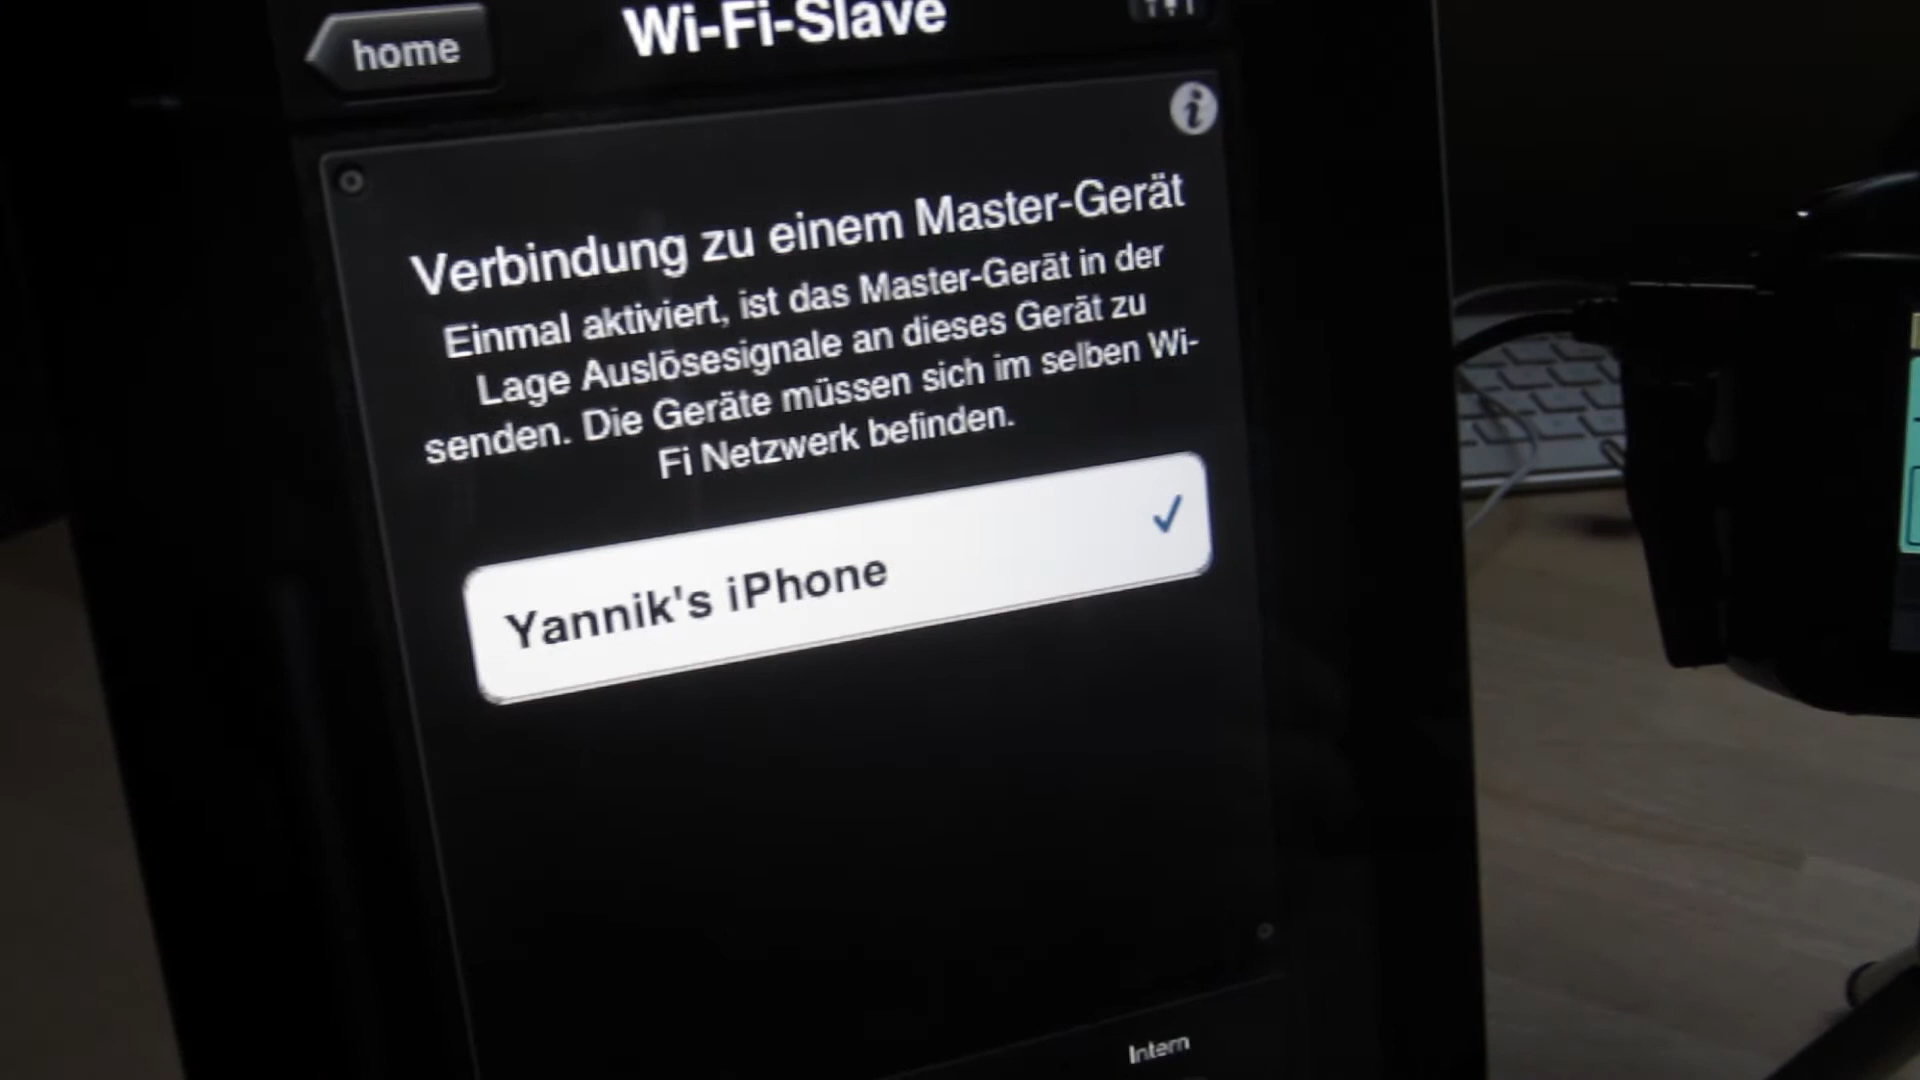 home
Wi-Fi-Slave
Verbindung zu einem Master-Gerät
Einmal aktiviert, ist das Master-Gerät in der
Lage Auslösesignale an dieses Gerät zu
senden. Die Geräte müssen sich im selben Wi-
Fi Netzwerk befinden.
Yannik's iPhone
Intern